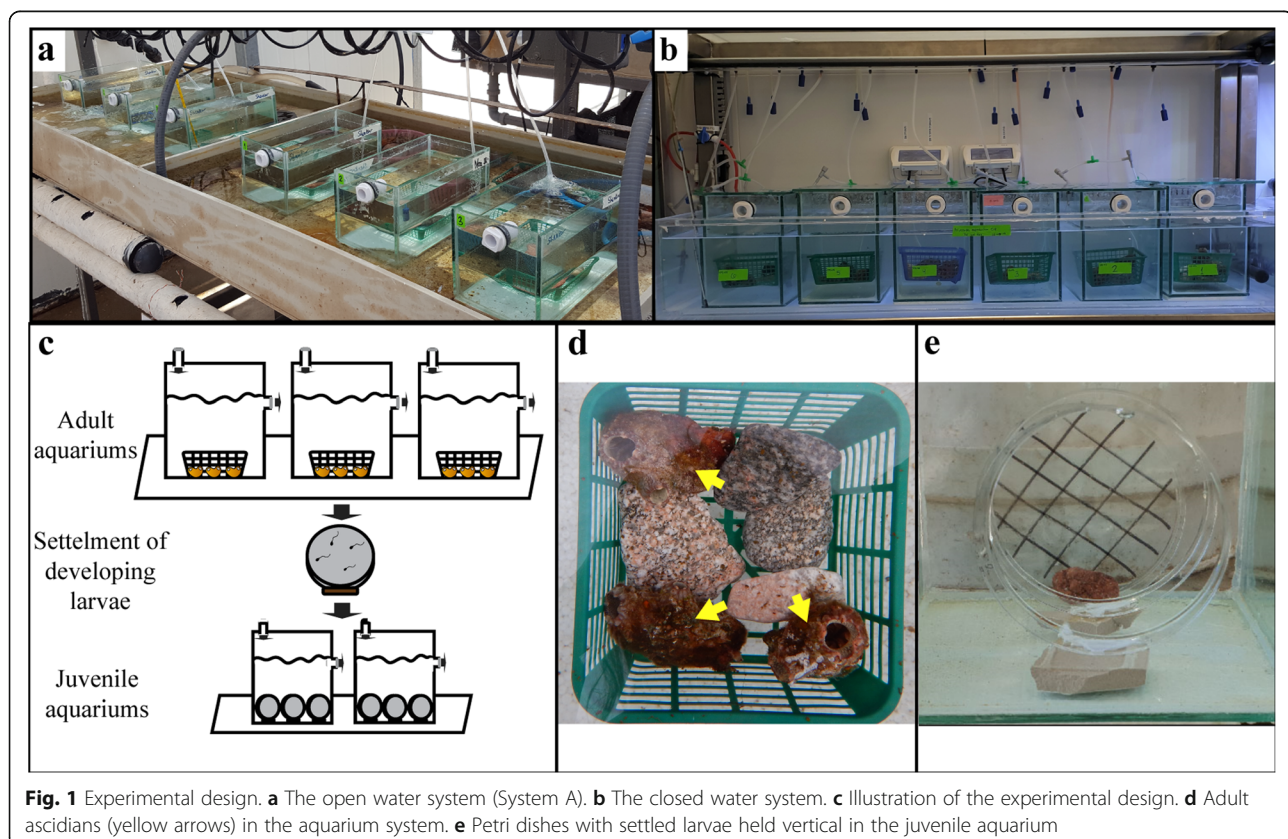 a
b
c
Adult
aquariums
Settelment of
developing
larvae
Juvenile
aquariums
d
e
Fig. 1 Experimental design. a The open water system (System A). b The closed water system. c Illustration of the experimental design. d Adult
ascidians (yellow arrows) in the aquarium system. e Petri dishes with settled larvae held vertical in the juvenile aquarium